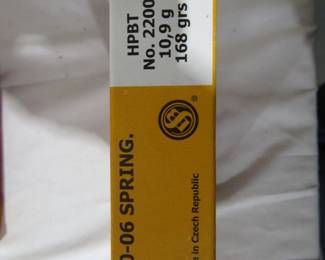 HPBT
No. 2200
10,9 g
168 grs
0-06 SPRING.
e in Czech Republic